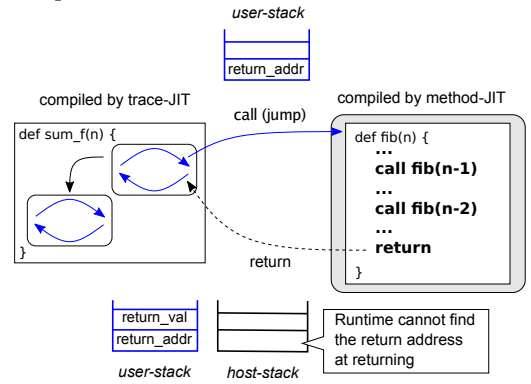 user-stack
return_addr
compiled by trace-JIT
call (jump)
compiled by method-JIT
def sum_f(n) {
}
def fib(n) {
...
call fib(n-1)
...
call fib(n-2)
...
return
}
return
return_val
return_addr
user-stack
host-stack
Runtime cannot find
the return address
at returning